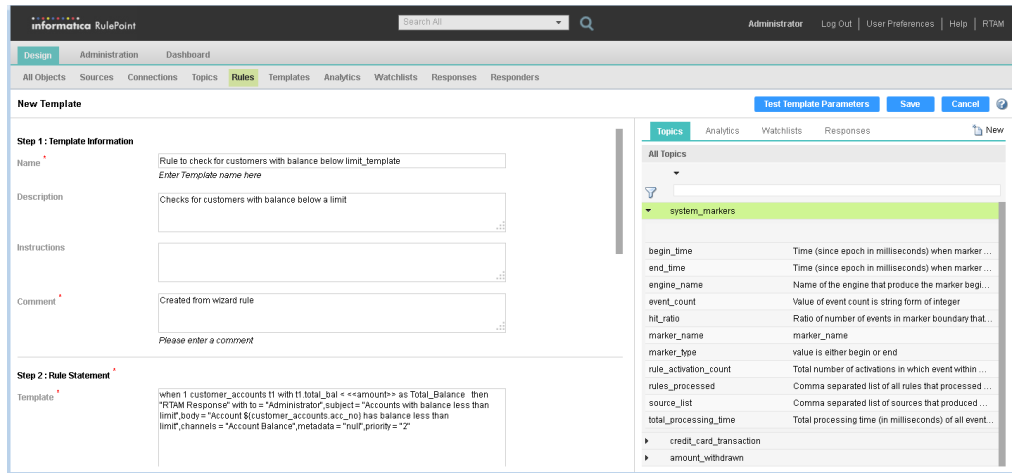 informatica RulePoint
Search All
Administrator Log Out | User Preferences | Help | RTAM
Design Administration Dashboard
All Objects Sources Connections Topics Rules Templates Analytics Watchlists Responses Responders
New Template
Test Template Parameters Save Cancel ?
Step 1 : Template Information
Name *
Rule to check for customers with balance below limit_template
Enter Template name here
Description
Checks for customers with balance below a limit
Instructions
Comment *
Created from wizard rule
Please enter a comment
Step 2 : Rule Statement *
Template *
when 1 customer_accounts t1 with t1.total_bal < <<amount>> as Total_Balance then
"RTAM Response" with to = "Administrator",subject = "Accounts with balance less than
limit",body = "Account ${customer_accounts.acc_no} has balance less than
limit",channels = "Account Balance",metadata = "null",priority = "2"
Topics Analytics Watchlists Responses New
All Topics
system_markers
begin_time Time (since epoch in milliseconds) when marker ...
end_time Time (since epoch in milliseconds) when marker ...
engine_name Name of the engine that produce the marker begi...
event_count Value of event count is string form of integer
hit_ratio Ratio of number of events in marker boundary that...
marker_name marker_name
marker_type value is either begin or end
rule_activation_count Total number of activations in which event within ...
rules_processed Comma separated list of all rules that processed ...
source_list Comma separated list of sources that produced ...
total_processing_time Total processing time (in milliseconds) of all event...
credit_card_transaction
amount_withdrawn